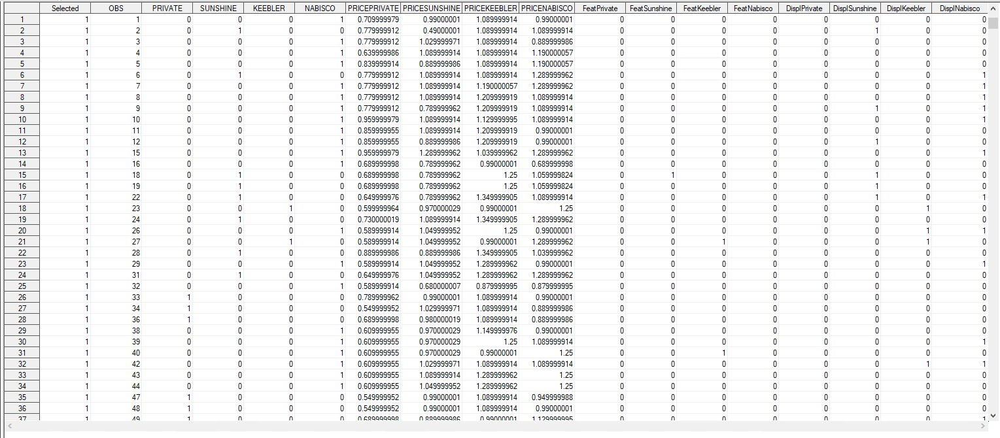 Selected OBS PRIVATE SUNSHINE KEEBLER NABISCO PRICEPRIVATE PRICESUNSHINE PRICEKEEBLER PRICENABISCO FeatPrivate FeatSunshine FeatKeebler FeatNabisco DisplPrivate DisplSunshine DisplKeebler DisplNabisco
1 1 1 0 0 0 1 0.709999979 0.99000001 1.089999914 0.99000001 0 0 0 0 0 0 0 0
2 1 2 0 1 0 0 0.779999912 0.49000001 1.089999914 1.089999914 0 0 0 0 0 1 0 0
3 1 3 0 0 0 1 0.779999912 1.029999971 1.089999914 0.889999986 0 0 0 0 0 0 0 0
4 1 4 0 0 0 1 0.639999986 1.089999914 1.089999914 1.190000057 0 0 0 0 0 0 0 0
5 1 5 0 0 0 1 0.839999914 0.889999986 1.089999914 1.190000057 0 0 0 0 0 0 0 0
6 1 6 0 1 0 0 0.779999912 1.089999914 1.089999914 1.289999962 0 0 0 0 0 0 0 1
7 1 7 0 0 0 1 0.779999912 1.089999914 1.190000057 1.289999962 0 0 0 0 0 0 0 1
8 1 8 0 0 0 1 0.779999912 1.089999914 1.209999919 1.089999914 0 0 0 0 0 0 0 1
9 1 9 0 0 0 1 0.779999912 0.789999962 1.209999919 1.089999914 0 0 0 0 0 1 0 1
10 1 10 0 0 0 1 0.959999979 1.089999914 1.129999995 1.089999914 0 0 0 0 0 0 0 1
11 1 11 0 0 0 1 0.859999955 1.089999914 1.209999919 0.99000001 0 0 0 0 0 0 0 0
12 1 12 0 0 0 1 0.859999955 0.889999986 1.209999919 0.99000001 0 0 0 0 0 1 0 0
13 1 15 0 0 0 1 0.959999979 1.289999962 1.039999962 1.289999962 0 0 0 0 0 0 0 1
14 1 16 0 0 0 1 0.689999998 0.789999962 0.99000001 0.689999998 0 0 0 0 0 0 0 0
15 1 18 0 1 0 0 0.689999998 0.789999962 1.25 1.059999824 0 1 0 0 0 1 0 0
16 1 19 0 1 0 0 0.689999998 0.789999962 1.25 1.059999824 0 0 0 0 0 1 0 0
17 1 22 0 1 0 0 0.649999976 0.789999962 1.349999905 1.089999914 0 0 0 0 0 1 0 1
18 1 23 0 0 1 0 0.599999964 0.970000029 0.99000001 1.25 0 0 0 0 0 0 1 0
19 1 24 0 1 0 0 0.730000019 1.089999914 1.349999905 1.289999962 0 0 0 0 0 0 0 0
20 1 26 0 0 0 1 0.589999914 1.049999952 1.25 0.99000001 0 0 0 0 0 0 1 1
21 1 27 0 0 1 0 0.589999914 1.049999952 0.99000001 1.289999962 0 0 1 0 0 0 1 0
22 1 28 0 1 0 0 0.889999986 0.889999986 1.349999905 1.039999962 0 0 0 0 0 0 0 0
23 1 29 0 0 0 1 0.589999914 1.049999952 1.289999962 0.99000001 0 0 0 0 0 0 0 1
24 1 31 0 1 0 0 0.649999976 1.049999952 1.289999962 1.289999962 0 0 0 0 0 0 0 0
25 1 32 0 0 0 1 0.589999914 0.680000007 0.879999995 0.879999995 0 0 0 0 0 0 0 0
26 1 33 1 0 0 0 0.789999962 0.99000001 1.089999914 0.99000001 0 0 0 0 0 0 0 0
27 1 34 1 0 0 0 0.549999952 1.029999971 1.089999914 0.889999986 0 0 0 0 0 0 0 0
28 1 36 1 0 0 0 0.689999998 0.980000019 1.089999914 0.889999986 0 0 0 0 0 0 0 0
29 1 38 0 0 0 1 0.609999955 0.970000029 1.149999976 0.99000001 0 0 0 0 0 0 0 0
30 1 39 0 0 0 1 0.609999955 0.970000029 1.25 1.089999914 0 0 0 0 0 0 0 1
31 1 40 0 0 0 1 0.609999955 0.970000029 0.99000001 1.25 0 0 1 0 0 0 0 0
32 1 42 0 0 0 1 0.609999955 1.029999971 1.089999914 1.089999914 0 0 0 0 0 0 1 1
33 1 43 0 0 0 1 0.609999955 1.089999914 1.289999962 1.25 0 0 0 0 0 0 0 0
34 1 44 0 0 0 1 0.609999955 1.049999952 1.289999962 1.25 0 0 0 0 0 0 0 0
35 1 47 1 0 0 0 0.549999952 0.99000001 1.089999914 0.949999988 0 0 0 0 0 0 0 0
36 1 48 1 0 0 0 0.549999952 0.99000001 1.089999914 0.99000001 0 0 0 0 0 0 0 0
37 1 49 1 0 0 0 0.689999998 0.889999986 0.99000001 1.129999995 0 0 0 0 0 0 0 1